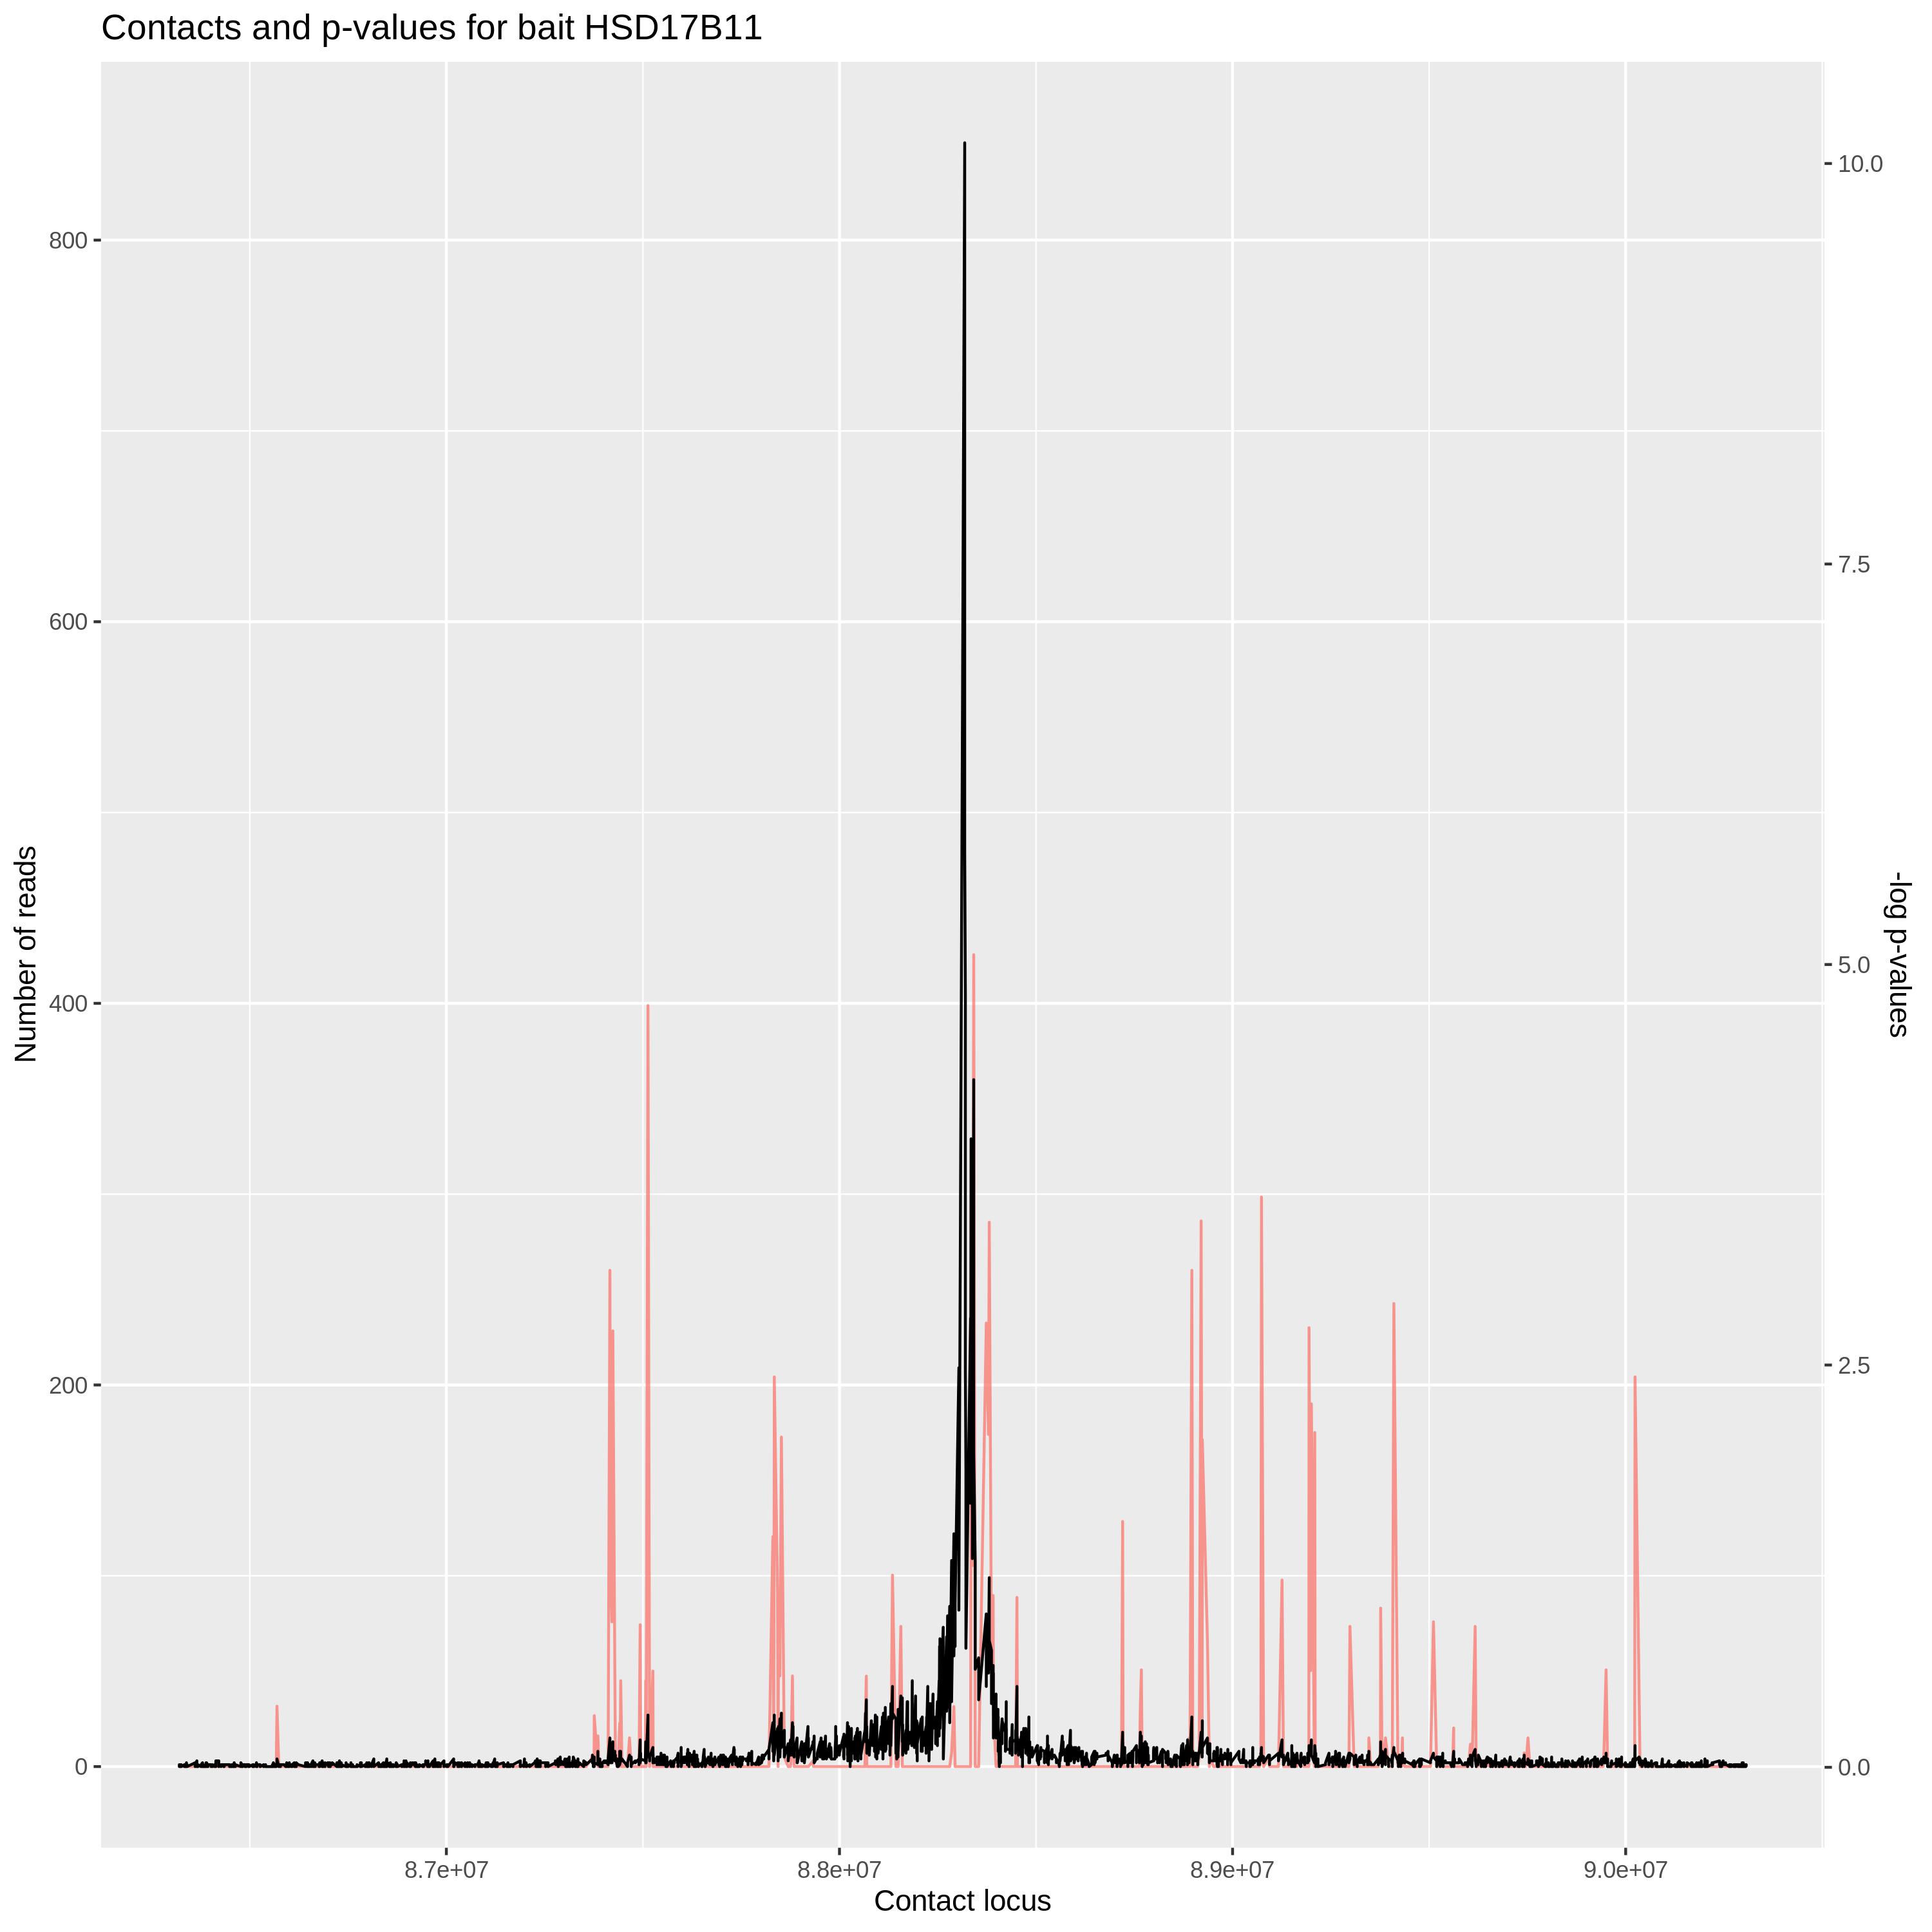 Contacts and p-values for bait HSD17B11
Number of reads
800
600
400
200
0
10.0
7.5
5.0
2.5
0.0
-log p-values
8.7e+07
8.8e+07
8.9e+07
9.0e+07
Contact locus